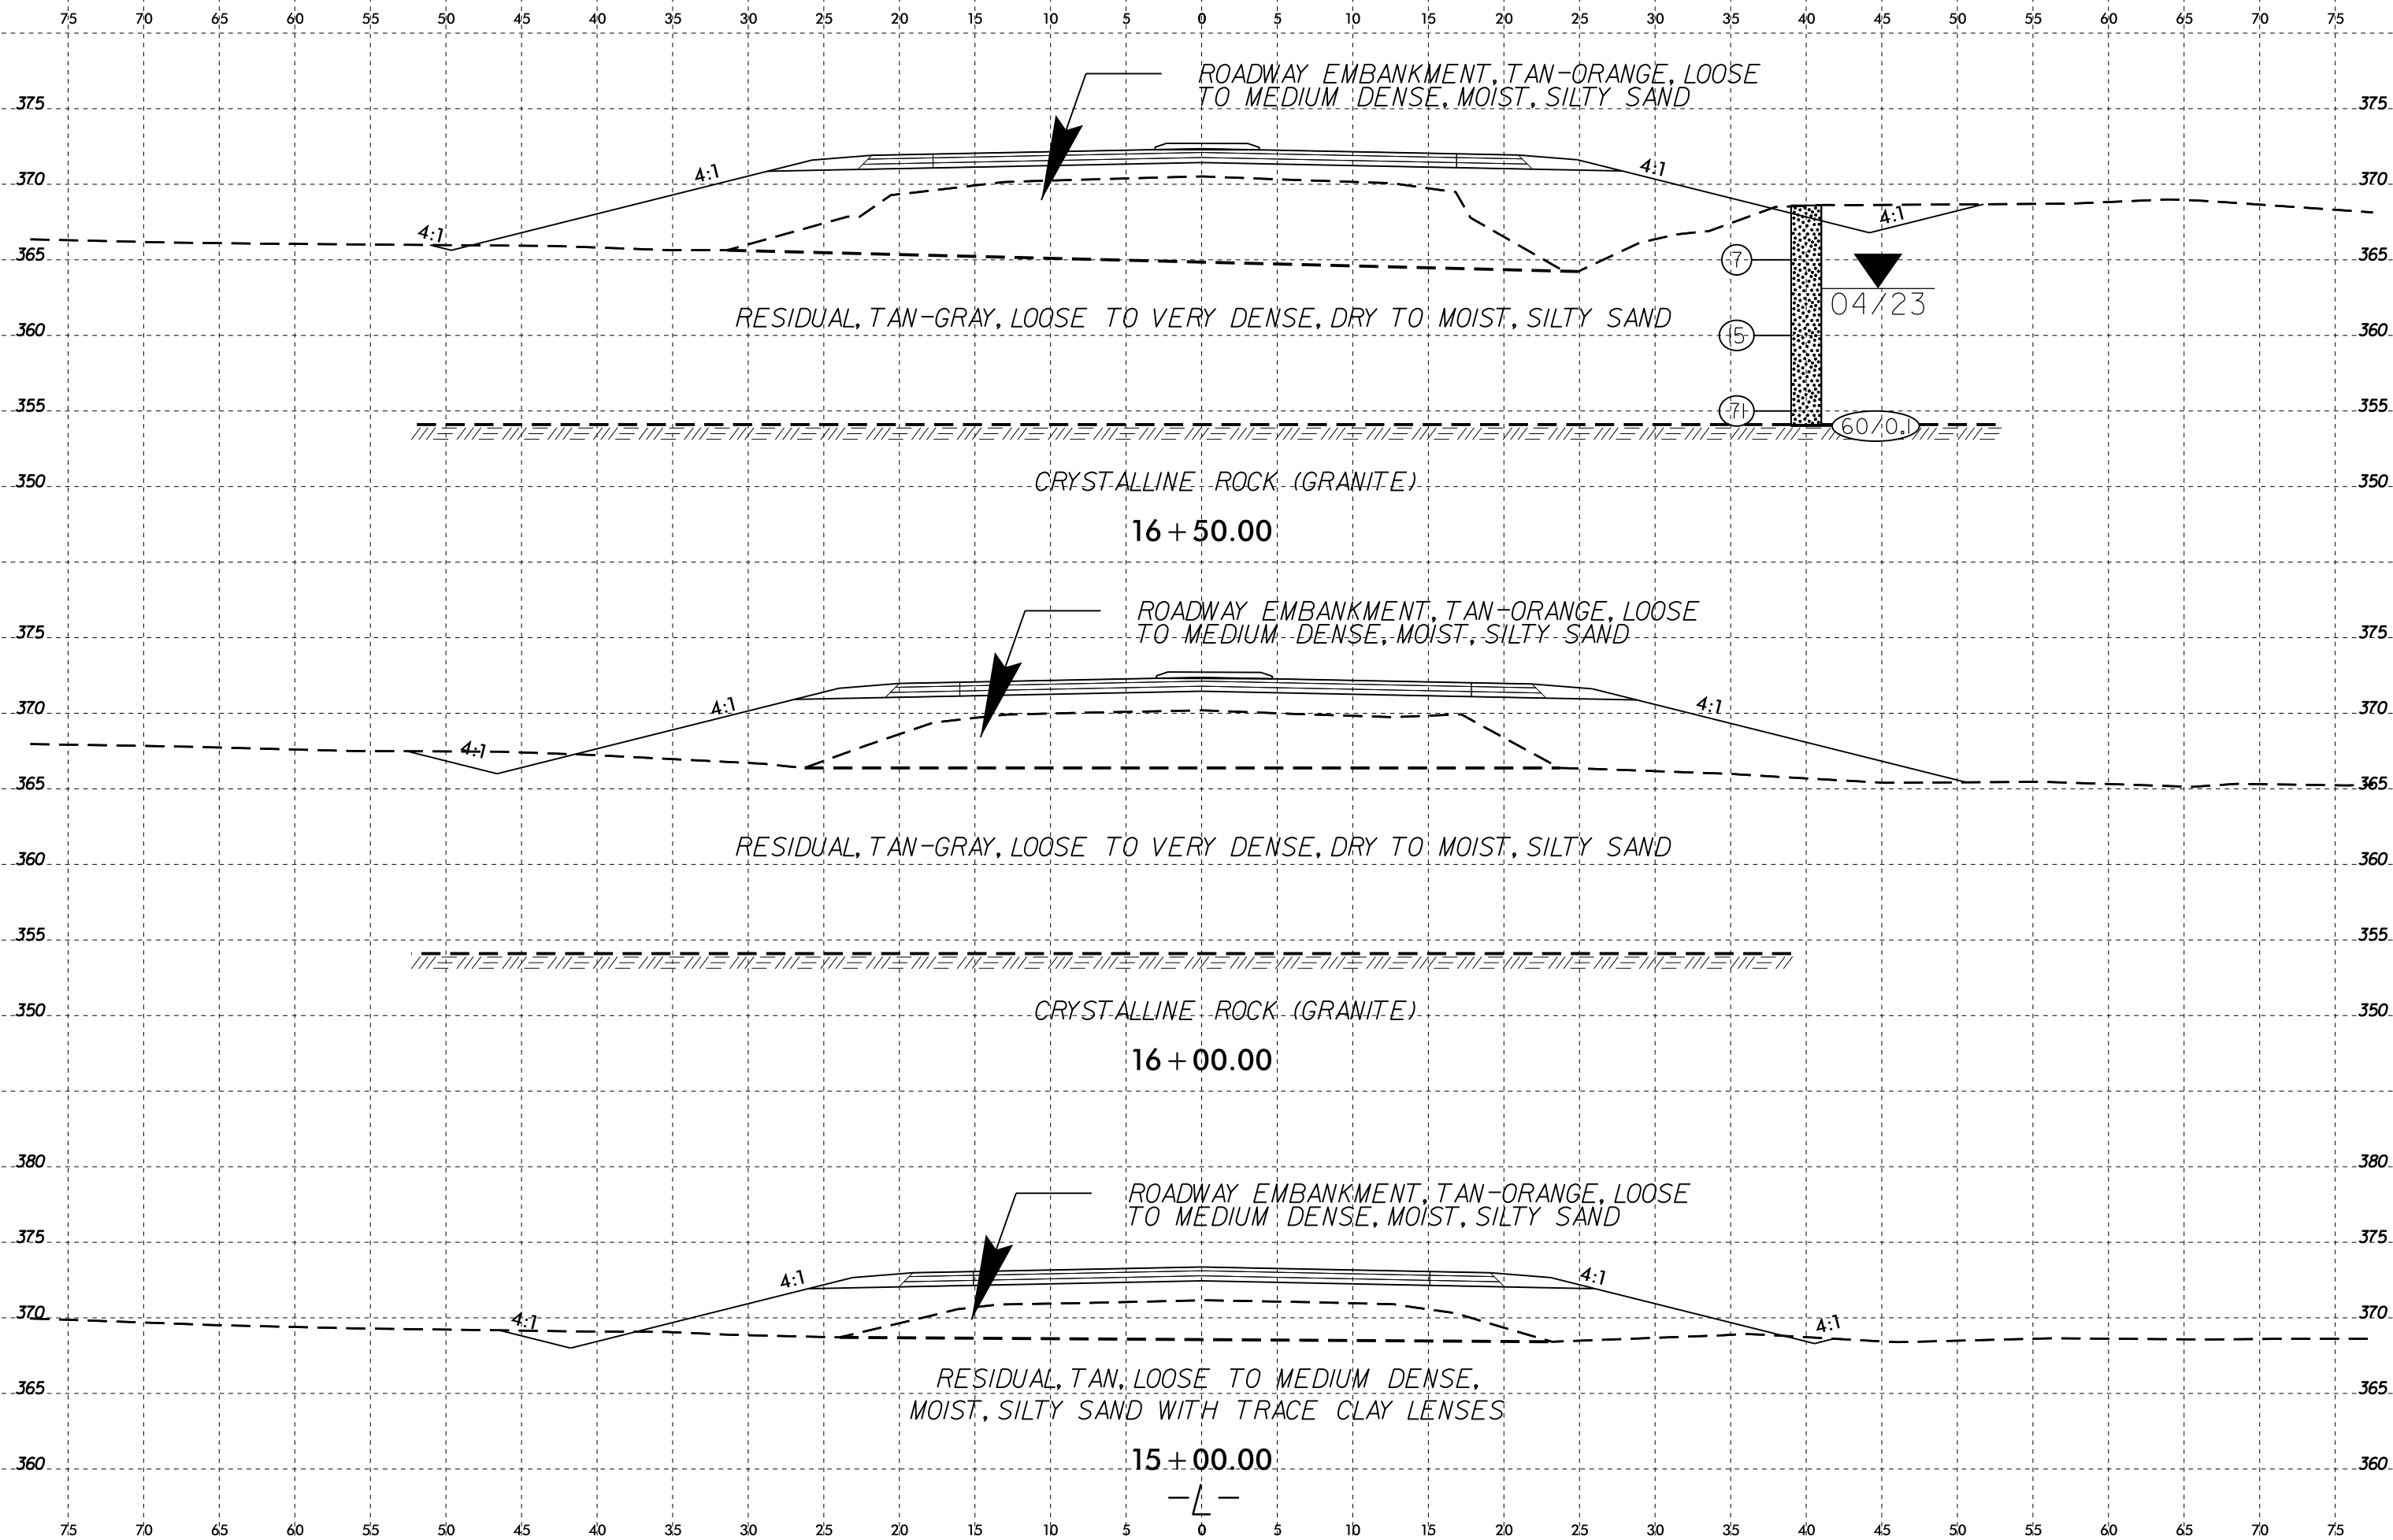 75 70 65 60 55 50 45 40 35 30 25 20 15 10 5 0 5 10 15 20 25 30 35 40 45 50 55 60 65 70 75
ROADWAY EMBANKMENT, TAN-ORANGE, LOOSE
TO MEDIUM DENSE, MOIST, SILTY SAND
375 375
4:1 4:1
370 370
4:1 4:1
365 7 365
04/23
RESIDUAL, TAN-GRAY, LOOSE TO VERY DENSE, DRY TO MOIST, SILTY SAND
360 15 360
355 71 355
60/0.1
CRYSTALLINE ROCK (GRANITE)
350 350
16+50.00
ROADWAY EMBANKMENT, TAN-ORANGE, LOOSE
TO MEDIUM DENSE, MOIST, SILTY SAND
375 375
370 4:1 4:1 370
4:1
365 365
RESIDUAL, TAN-GRAY, LOOSE TO VERY DENSE, DRY TO MOIST, SILTY SAND
360 360
355 355
CRYSTALLINE ROCK (GRANITE)
350 350
16+00.00
380 380
ROADWAY EMBANKMENT, TAN-ORANGE, LOOSE
TO MEDIUM DENSE, MOIST, SILTY SAND
375 375
4:1 4:1
370 4:1 4:1 370
RESIDUAL, TAN, LOOSE TO MEDIUM DENSE,
365 365
MOIST, SILTY SAND WITH TRACE CLAY LENSES
15+00.00
360 360
-L-
75 70 65 60 55 50 45 40 35 30 25 20 15 10 5 0 5 10 15 20 25 30 35 40 45 50 55 60 65 70 75